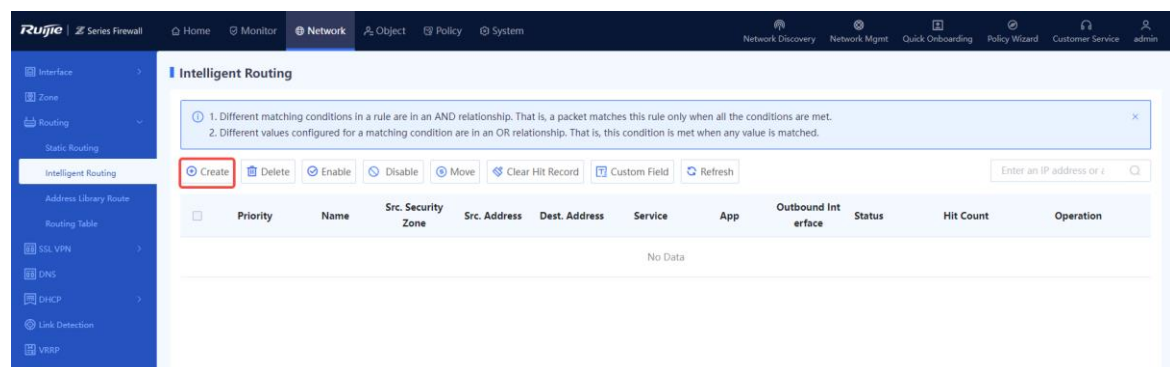 Ruijie | Z Series Firewall
Home Monitor Network Object Policy System
Network Discovery Network Mgmt Quick Onboarding Policy Wizard Customer Service admin
Interface
Zone
Routing
Static Routing
Intelligent Routing
Address Library Route
Routing Table
SSL VPN
DNS
DHCP
Link Detection
VRRP
Intelligent Routing
1. Different matching conditions in a rule are in an AND relationship. That is, a packet matches this rule only when all the conditions are met.
2. Different values configured for a matching condition are in an OR relationship. That is, this condition is met when any value is matched.
Create Delete Enable Disable Move Clear Hit Record Custom Field Refresh
Enter an IP address or
Priority Name Src. Security Zone Src. Address Dest. Address Service App Outbound Int erface Status Hit Count Operation
No Data